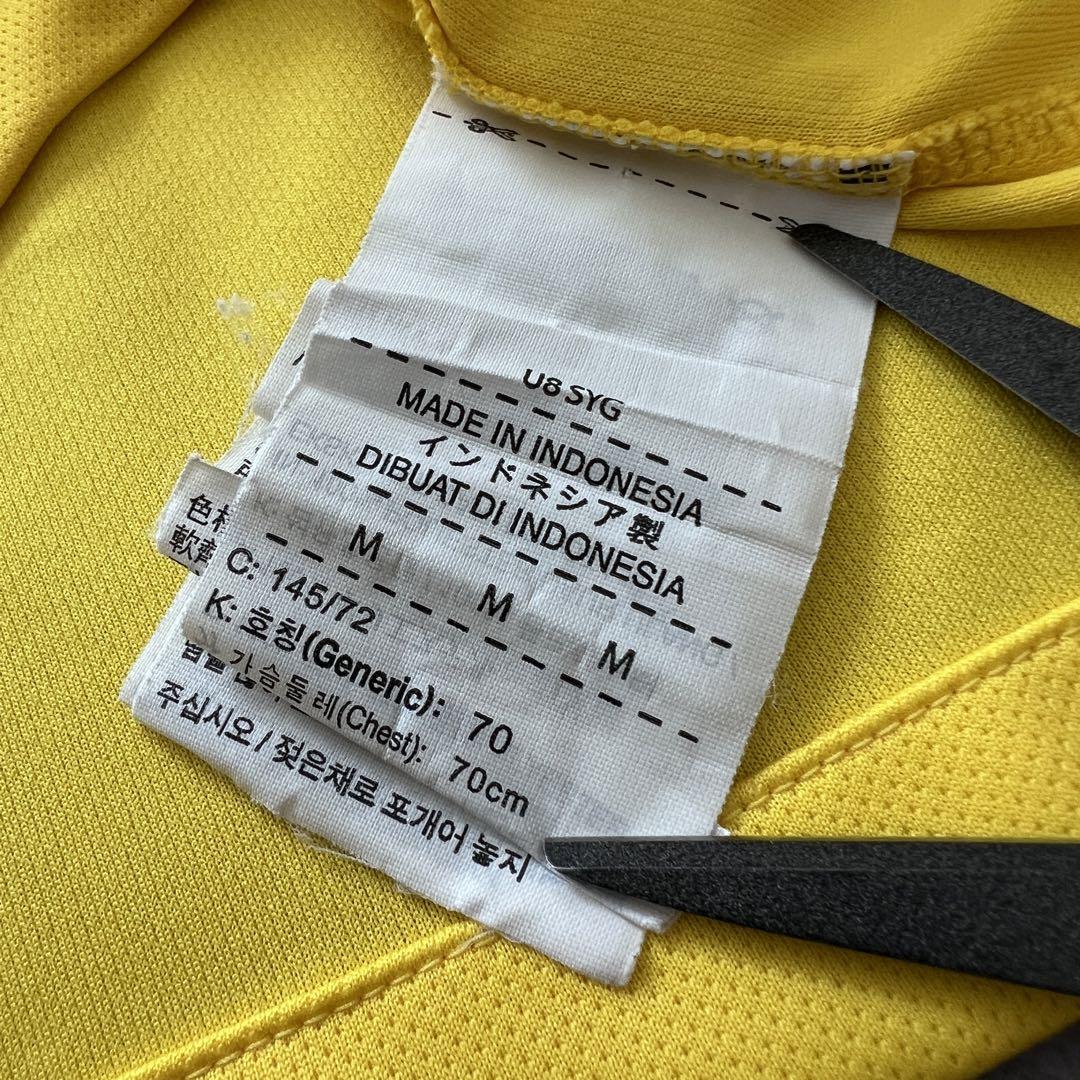 U8 SYG
MADE IN INDONESIA
インドネシア製
DIBUAT DI INDONESIA
M M M
C: 145/72
K: 호칭(Generic): 70
가슴둘레(Chest): 70cm
주십시오 / 젖은채로 포개어 놓지
色
軟